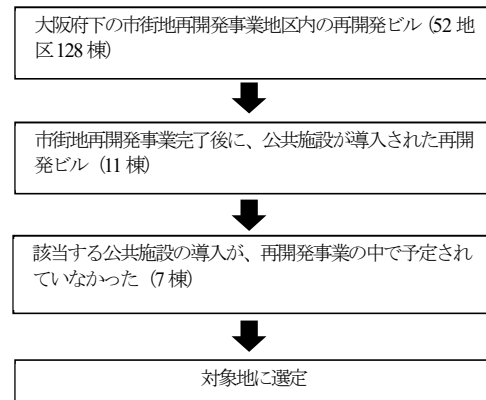 大阪府下の市街地再開発事業地区内の再開発ビル（52 地
区 128 棟）
市街地再開発事業完了後に、公共施設が導入された再開
発ビル（11 棟）
該当する公共施設の導入が、再開発事業の中で予定され
ていなかった（7 棟）
対象地に選定